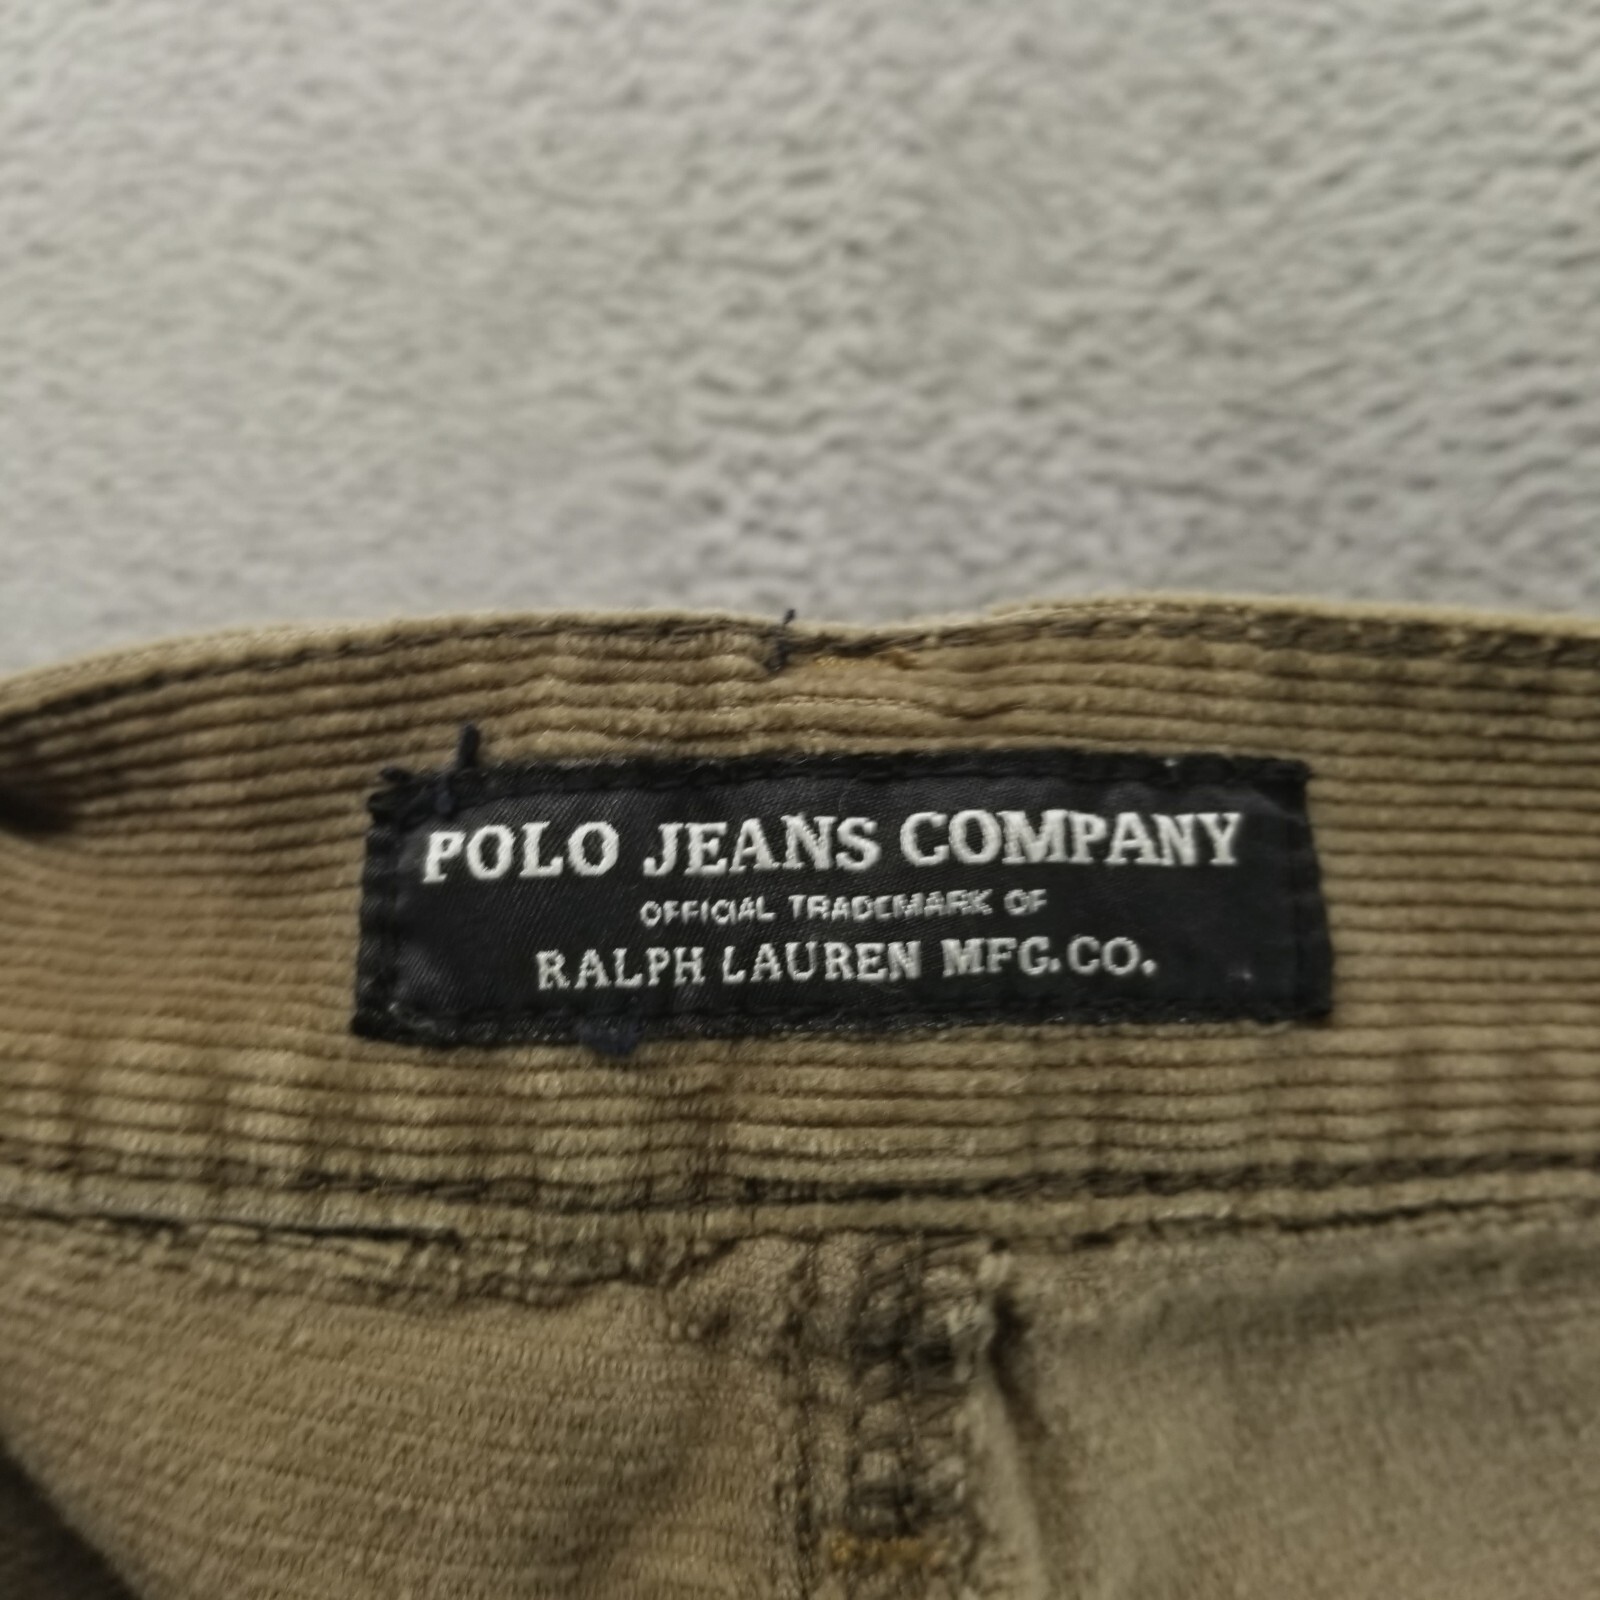 POLO JEANS COMPANY
OFFICIAL TRADEMARK OF
RALPH LAUREN MFG.CO.